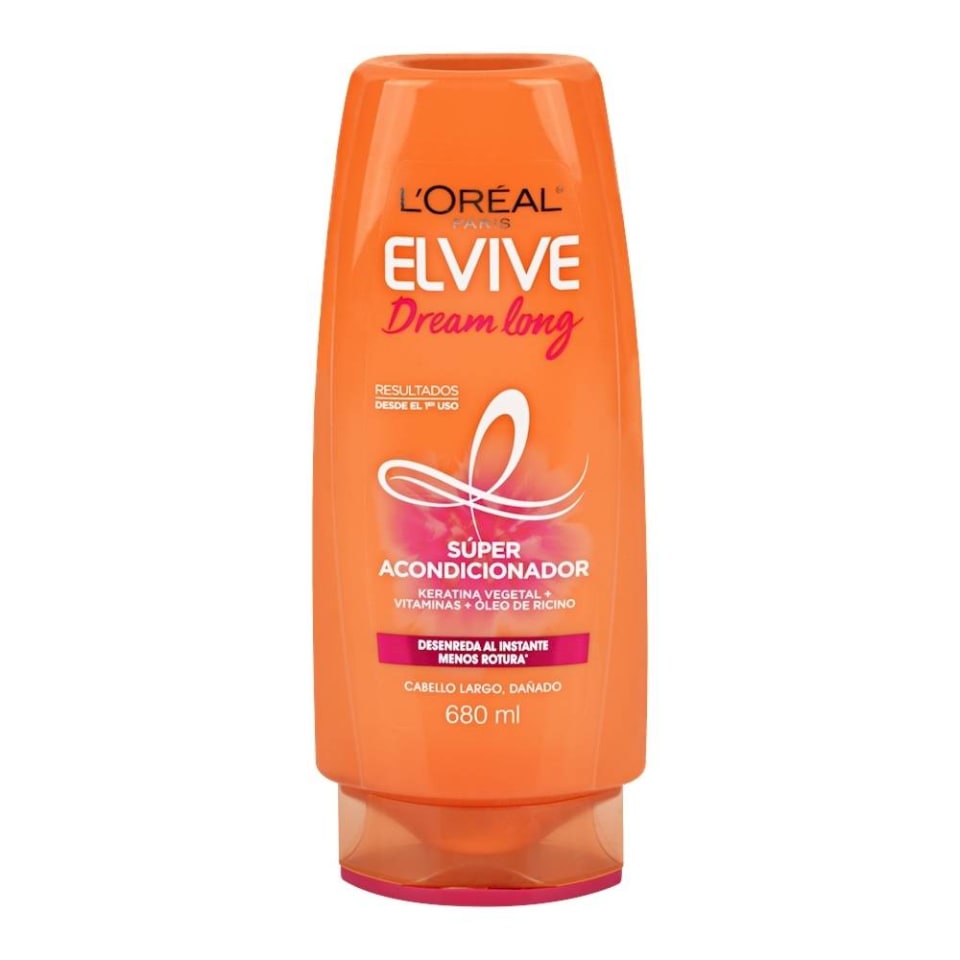 L'ORÉAL®
PARIS
ELVIVE
Dream long
RESULTADOS
DESDE EL 1ER USO
SÚPER
ACONDICIONADOR
KERATINA VEGETAL +
VITAMINAS + ÓLEO DE RICINO
DESENREDA AL INSTANTE
MENOS ROTURA*
CABELLO LARGO, DAÑADO
680 ml